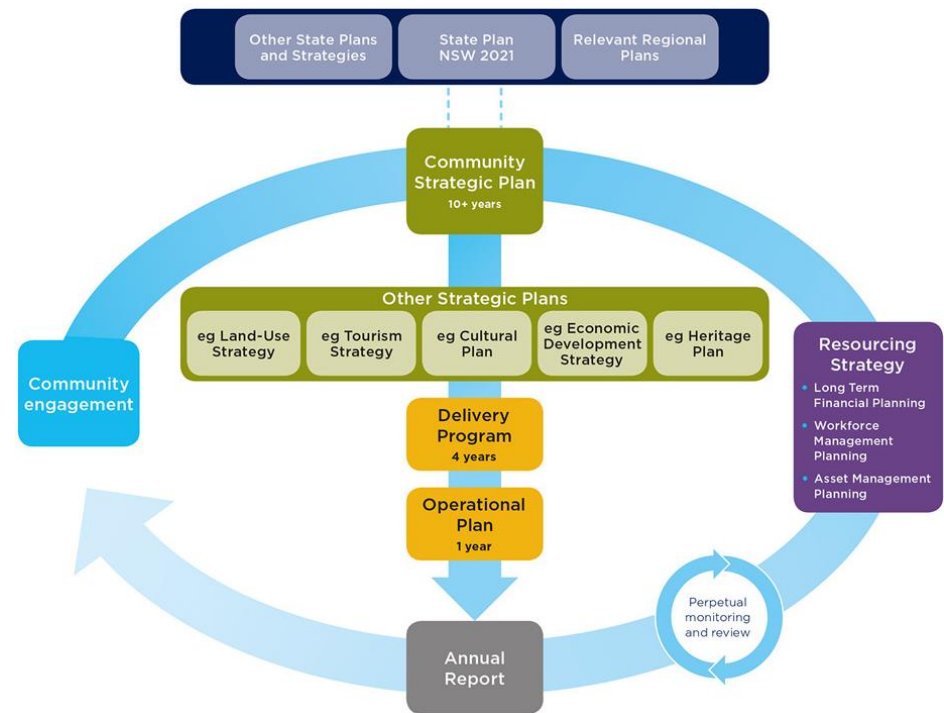 Other State Plans
and Strategies
State Plan
NSW 2021
Relevant Regional
Plans
Community
Strategic Plan
10+ years
Other Strategic Plans
eg Land-Use
Strategy
eg Tourism
Strategy
eg Cultural
Plan
eg Economic
Development
Strategy
eg Heritage
Plan
Community
engagement
Resourcing
Strategy
• Long Term
Financial Planning
• Workforce
Management
Planning
• Asset Management
Planning
Delivery
Program
4 years
Operational
Plan
1 year
Perpetual
monitoring
and review
Annual
Report